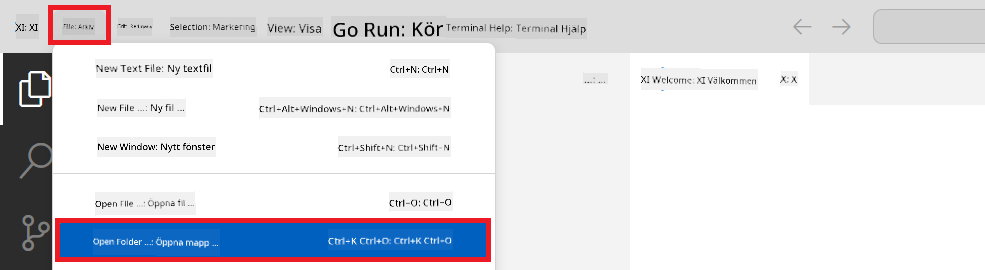 XI: XI File: Arkiv Edit: Redigera Selection: Markering View: Visa Go Run: Kör Terminal Help: Terminal Hjälp
New Text File: Ny textfil Ctrl+N: Ctrl+N
...: ... XI Welcome: XI Välkommen X: X
New File ...: Ny fil ... Ctrl+Alt+Windows+N: Ctrl+Alt+Windows+N
New Window: Nytt fönster Ctrl+Shift+N: Ctrl+Shift-N
Open File ...: Öppna fil ... Ctrl-O: Ctrl-O
Open Folder ...: Öppna mapp ... Ctrl+K Ctrl+O: Ctrl+K Ctrl+O